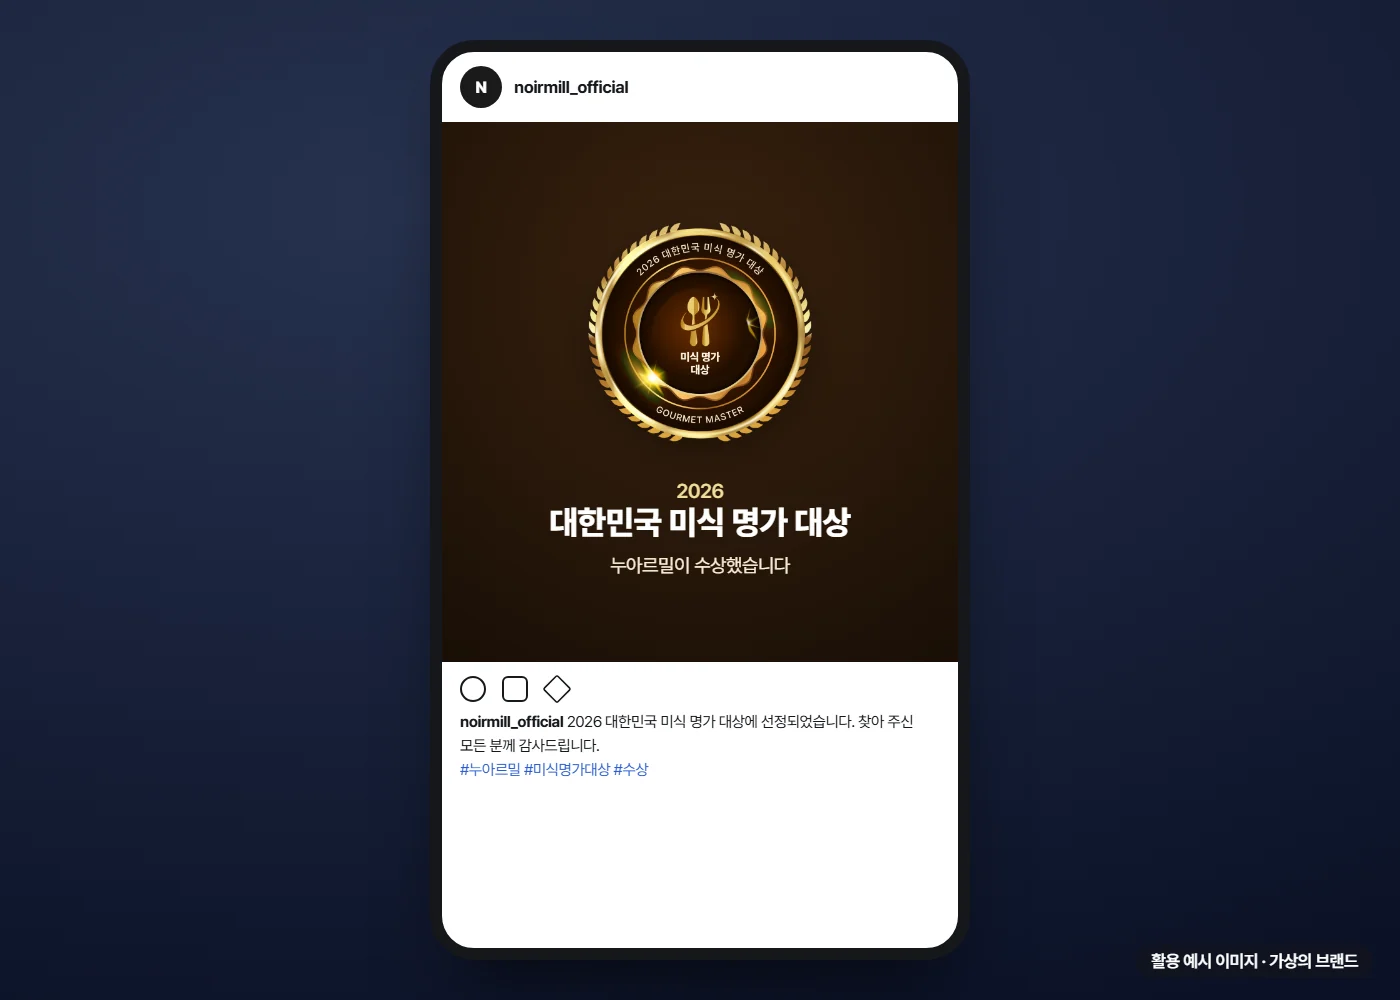 N
noirmill_official
2026 대한민국 미식 명가 대상
미식 명가
대상
GOURMET MASTER
2026
대한민국 미식 명가 대상
누아르밀이 수상했습니다
noirmill_official 2026 대한민국 미식 명가 대상에 선정되었습니다. 찾아 주신
모든 분께 감사드립니다.
#누아르밀 #미식명가대상 #수상
활용 예시 이미지 · 가상의 브랜드